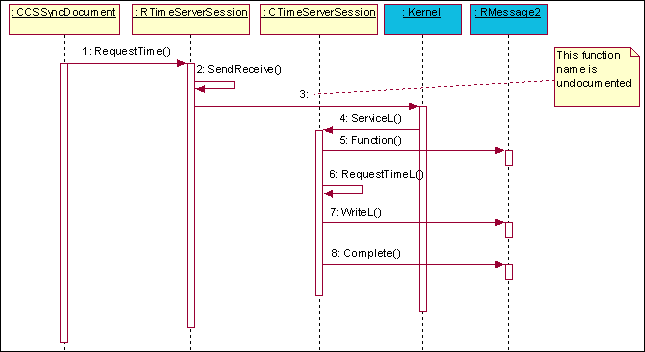 : CCSSyncDocument
: RTimeServerSession
: CTimeServerSession
: Kernel
: RMessage2
1: RequestTime()
This function
name is
undocumented
2: SendReceive()
3:
4: ServiceL()
5: Function()
6: RequestTimeL()
7: WriteL()
8: Complete()